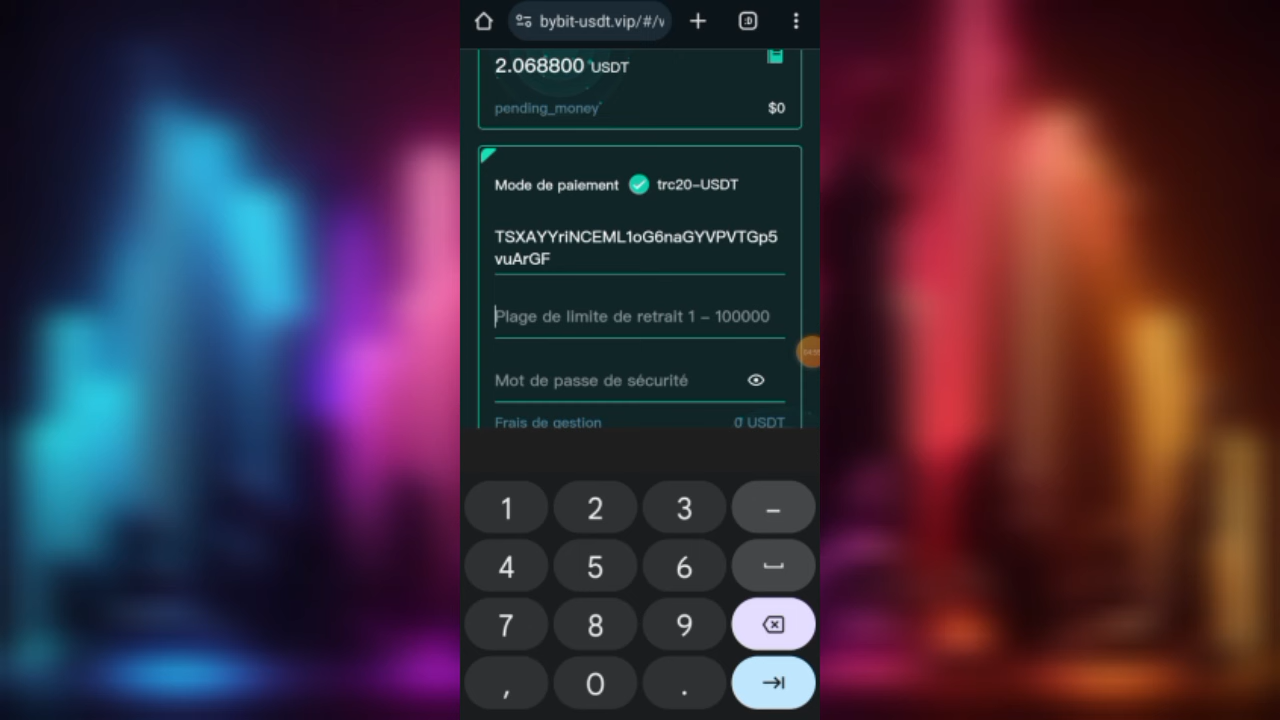 bybit-usdt.vip/#/v
:D
2.068800 USDT
pending_money $0
Mode de paiement trc20-USDT
TSXAYYriNCEML1oG6naGYVPVTGp5
vuArGF
Plage de limite de retrait 1 - 100000
Mot de passe de sécurité
Frais de gestion 0 USDT
1 2 3 -
4 5 6
7 8 9
, 0 .